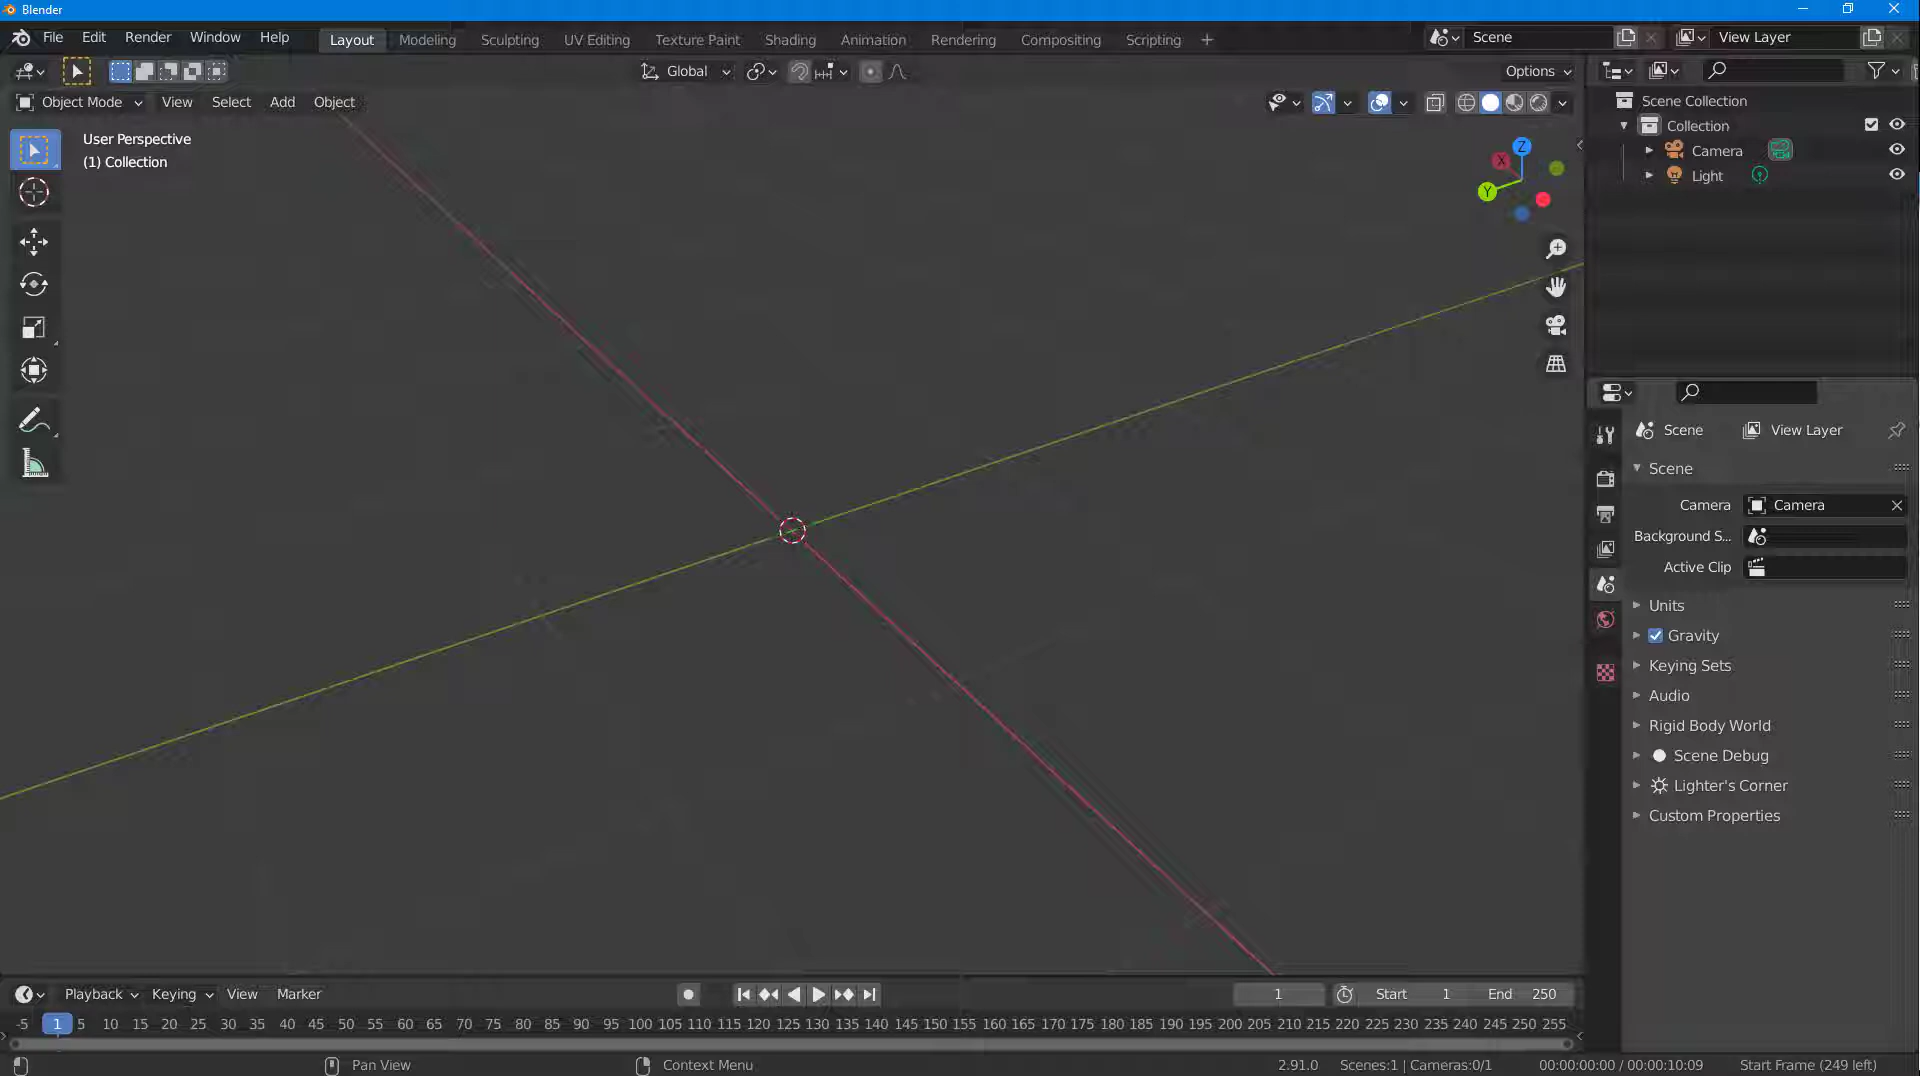 Blender
File Edit Render Window Help Layout Modeling Sculpting UV Editing Texture Paint Shading Animation Rendering Compositing Scripting Scene View Layer
Global Options
Object Mode View Select Add Object
User Perspective
(1) Collection
Z
X
Y
Scene Collection
Collection
Camera
Light
Scene View Layer
Scene
Camera Camera
Background S...
Active Clip
Units
Gravity
Keying Sets
Audio
Rigid Body World
Scene Debug
Lighter's Corner
Custom Properties
Playback Keying View Marker 1 Start 1 End 250
-5 1 5 10 15 20 25 30 35 40 45 50 55 60 65 70 75 80 85 90 95 100 105 110 115 120 125 130 135 140 145 150 155 160 165 170 175 180 185 190 195 200 205 210 215 220 225 230 235 240 245 250 255
Pan View Context Menu 2.91.0 Scenes:1 | Cameras:0/1 00:00:00:00 / 00:00:10:09 Start Frame (249 left)